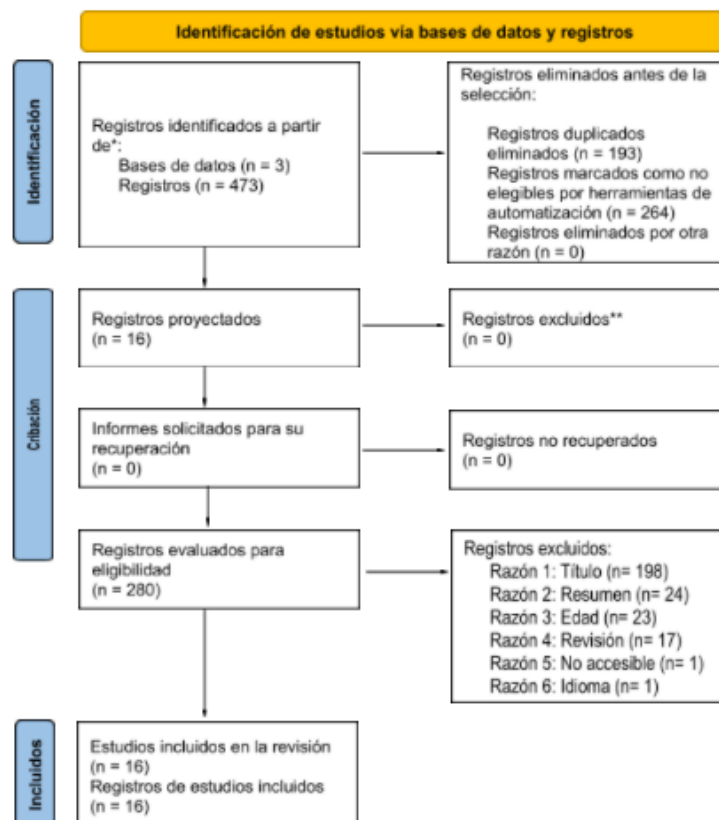 Identificación de estudios vía bases de datos y registros
Identificación
Registros identificados a partir
de*:
Bases de datos (n = 3)
Registros (n = 473)
Registros eliminados antes de la
selección:
Registros duplicados
eliminados (n = 193)
Registros marcados como no
elegibles por herramientas de
automatización (n = 264)
Registros eliminados por otra
razón (n = 0)
Cribación
Registros proyectados
(n = 16)
Registros excluidos**
(n = 0)
Informes solicitados para su
recuperación
(n = 0)
Registros no recuperados
(n = 0)
Registros evaluados para
eligibilidad
(n = 280)
Registros excluidos:
Razón 1: Título (n= 198)
Razón 2: Resumen (n= 24)
Razón 3: Edad (n= 23)
Razón 4: Revisión (n= 17)
Razón 5: No accesible (n= 1)
Razón 6: Idioma (n= 1)
Incluidos
Estudios incluidos en la revisión
(n = 16)
Registros de estudios incluidos
(n = 16)